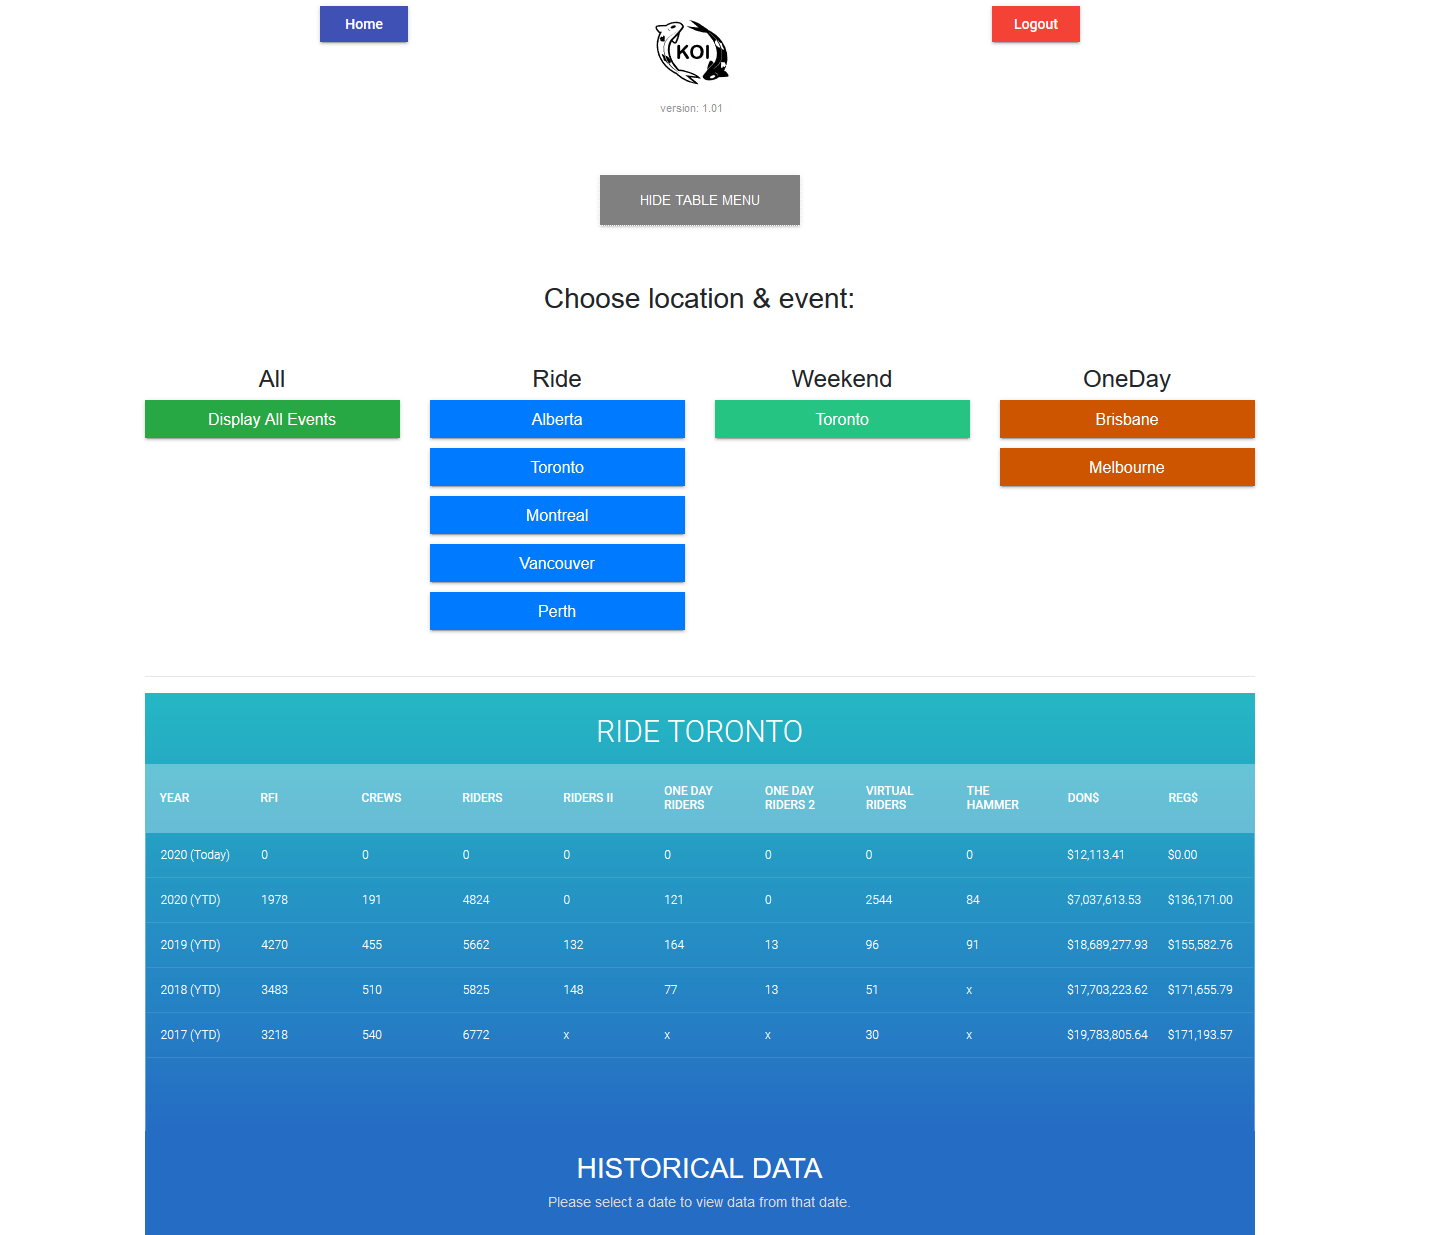 Home
KOI
Logout
version: 1.01
HIDE TABLE MENU
Choose location & event:
All Ride Weekend OneDay
Display All Events Alberta Toronto Brisbane
Toronto Melbourne
Montreal
Vancouver
Perth
RIDE TORONTO
YEAR RFI CREWS RIDERS RIDERS II ONE DAY RIDERS ONE DAY RIDERS 2 VIRTUAL RIDERS THE HAMMER DON$ REG$
2020 (Today) 0 0 0 0 0 0 0 0 $12,113.41 $0.00
2020 (YTD) 1978 191 4824 0 121 0 2544 84 $7,037,613.53 $136,171.00
2019 (YTD) 4270 455 5662 132 164 13 96 91 $18,689,277.93 $155,582.76
2018 (YTD) 3483 510 5825 148 77 13 51 x $17,703,223.62 $171,655.79
2017 (YTD) 3218 540 6772 x x x 30 x $19,783,805.64 $171,193.57
HISTORICAL DATA
Please select a date to view data from that date.